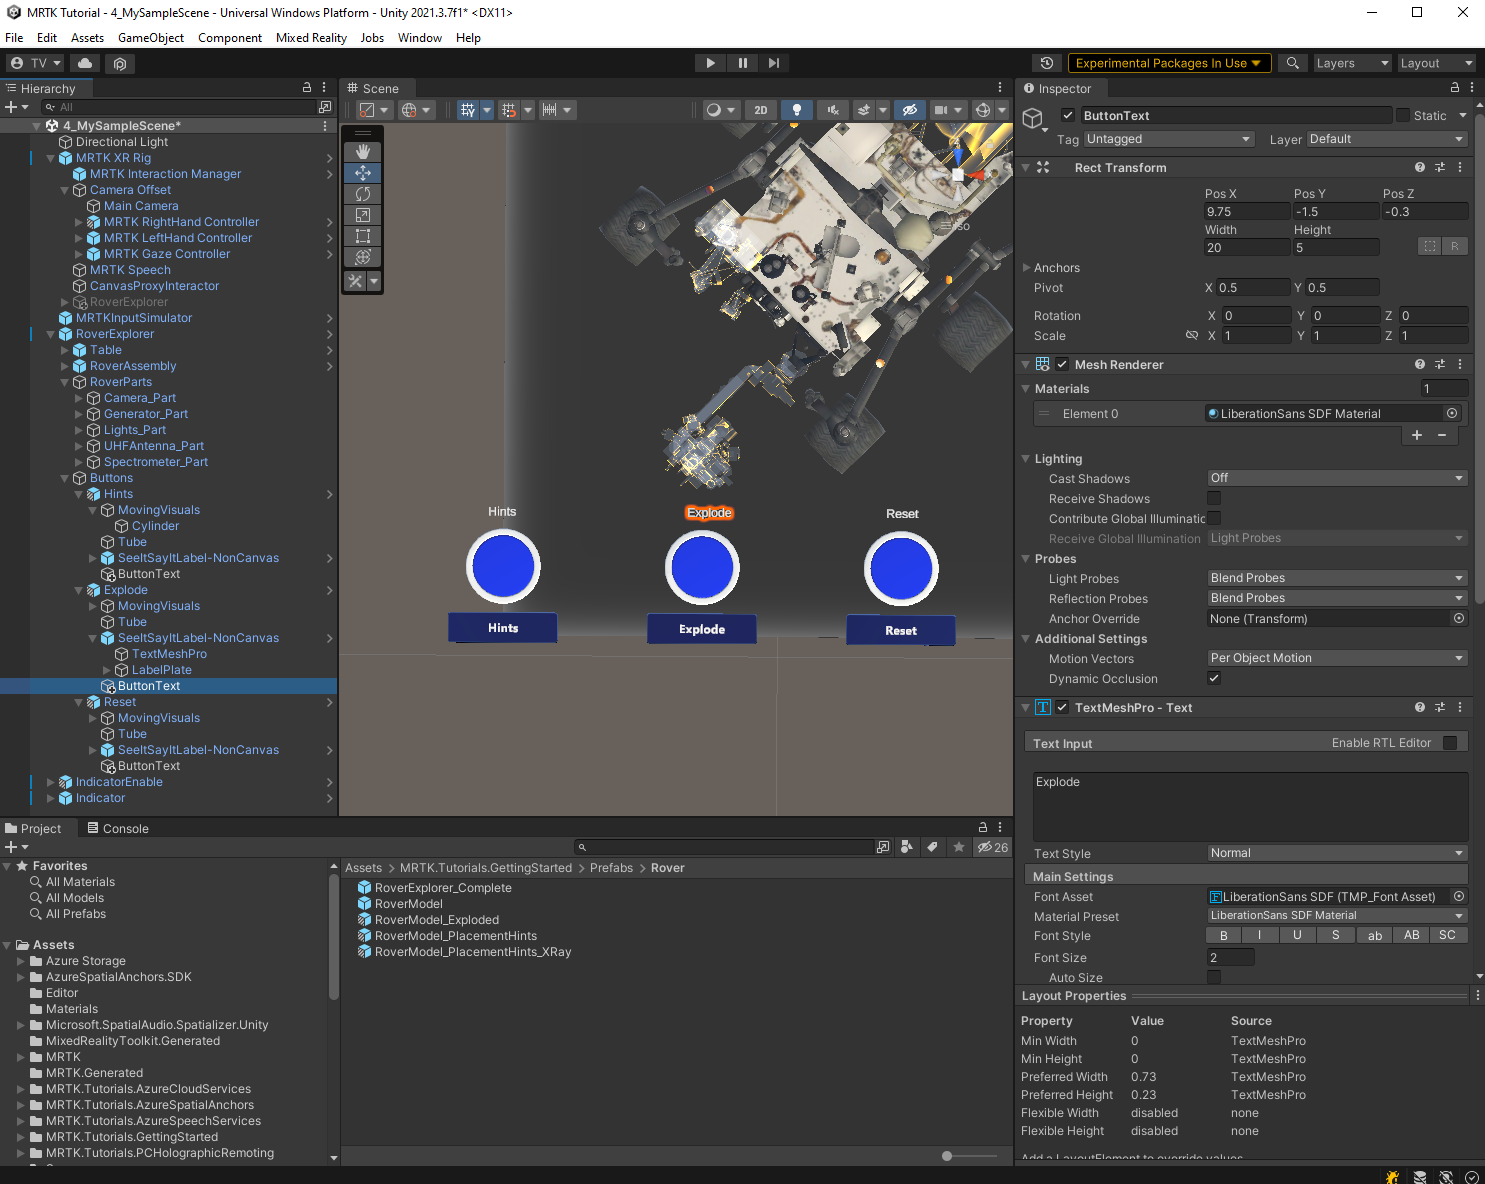 MRTK Tutorial - 4_MySampleScene - Universal Windows Platform - Unity 2021.3.7f1* <DX11>
File Edit Assets GameObject Component Mixed Reality Jobs Window Help
TV Experimental Packages In Use Layers Layout
Hierarchy
All
4_MySampleScene*
Directional Light
MRTK XR Rig
MRTK Interaction Manager
Camera Offset
Main Camera
MRTK RightHand Controller
MRTK LeftHand Controller
MRTK Gaze Controller
MRTK Speech
CanvasProxyInteractor
RoverExplorer
MRTKInputSimulator
RoverExplorer
Table
RoverAssembly
RoverParts
Camera_Part
Generator_Part
Lights_Part
UHFAntenna_Part
Spectrometer_Part
Buttons
Hints
MovingVisuals
Cylinder
Tube
SeeItSayItLabel-NonCanvas
ButtonText
Explode
MovingVisuals
Tube
SeeItSayItLabel-NonCanvas
TextMeshPro
LabelPlate
ButtonText
Reset
MovingVisuals
Tube
SeeItSayItLabel-NonCanvas
ButtonText
IndicatorEnable
Indicator
Scene
2D
Iso
Hints Explode Reset
Hints Explode Reset
Inspector
ButtonText Static
Tag Untagged Layer Default
Rect Transform
Pos X Pos Y Pos Z
9.75 -1.5 -0.3
Width Height
20 5 R
Anchors
Pivot X 0.5 Y 0.5
Rotation X 0 Y 0 Z 0
Scale X 1 Y 1 Z 1
Mesh Renderer
Materials 1
Element 0 LiberationSans SDF Material
Lighting
Cast Shadows Off
Receive Shadows
Contribute Global Illuminatic
Receive Global Illumination Light Probes
Probes
Light Probes Blend Probes
Reflection Probes Blend Probes
Anchor Override None (Transform)
Additional Settings
Motion Vectors Per Object Motion
Dynamic Occlusion
TextMeshPro - Text
Text Input Enable RTL Editor
Explode
Text Style Normal
Main Settings
Font Asset LiberationSans SDF (TMP_Font Asset)
Material Preset LiberationSans SDF Material
Font Style B I U S ab AB SC
Font Size 2
Auto Size
Layout Properties
Property Value Source
Min Width 0 TextMeshPro
Min Height 0 TextMeshPro
Preferred Width 0.73 TextMeshPro
Preferred Height 0.23 TextMeshPro
Flexible Width disabled none
Flexible Height disabled none
Add a LayoutElement to override values
Project Console
26
Favorites
All Materials
All Models
All Prefabs
Assets
Azure Storage
AzureSpatialAnchors.SDK
Editor
Materials
Microsoft.SpatialAudio.Spatializer.Unity
MixedRealityToolkit.Generated
MRTK
MRTK.Generated
MRTK.Tutorials.AzureCloudServices
MRTK.Tutorials.AzureSpatialAnchors
MRTK.Tutorials.AzureSpeechServices
MRTK.Tutorials.GettingStarted
MRTK.Tutorials.PCHolographicRemoting
Assets > MRTK.Tutorials.GettingStarted > Prefabs > Rover
RoverExplorer_Complete
RoverModel
RoverModel_Exploded
RoverModel_PlacementHints
RoverModel_PlacementHints_XRay